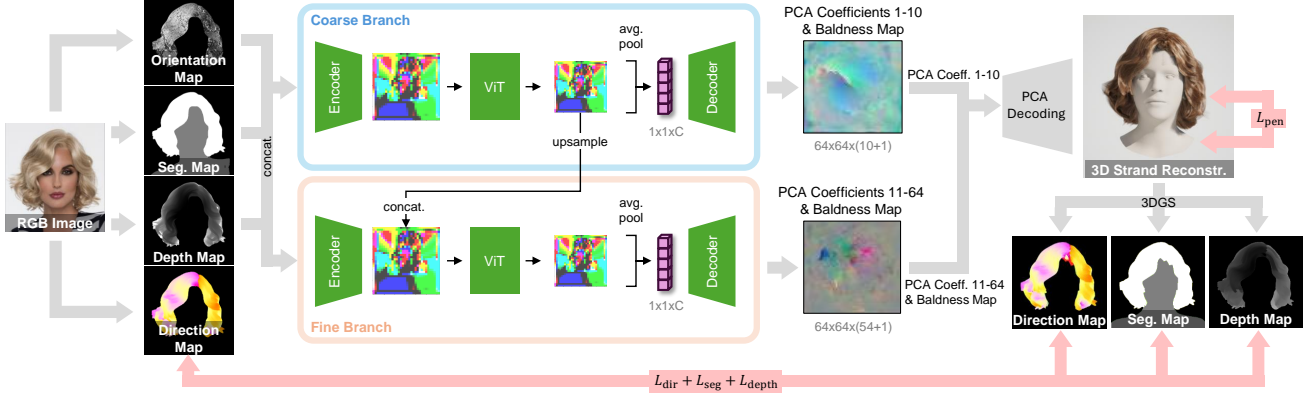 Orientation
Map
Seg. Map
RGB Image
Depth Map
Direction
Map
concat.
Coarse Branch
Encoder
ViT
avg.
pool
1x1xC
Decoder
upsample
concat.
Encoder
ViT
avg.
pool
1x1xC
Decoder
Fine Branch
PCA Coefficients 1-10
& Baldness Map
64x64x(10+1)
PCA Coeff. 1-10
PCA Coefficients 11-64
& Baldness Map
64x64x(54+1)
PCA Coeff. 11-64
& Baldness Map
PCA
Decoding
3D Strand Reconstr.
L_pen
3DGS
Direction Map
Seg. Map
Depth Map
L_dir + L_seg + L_depth